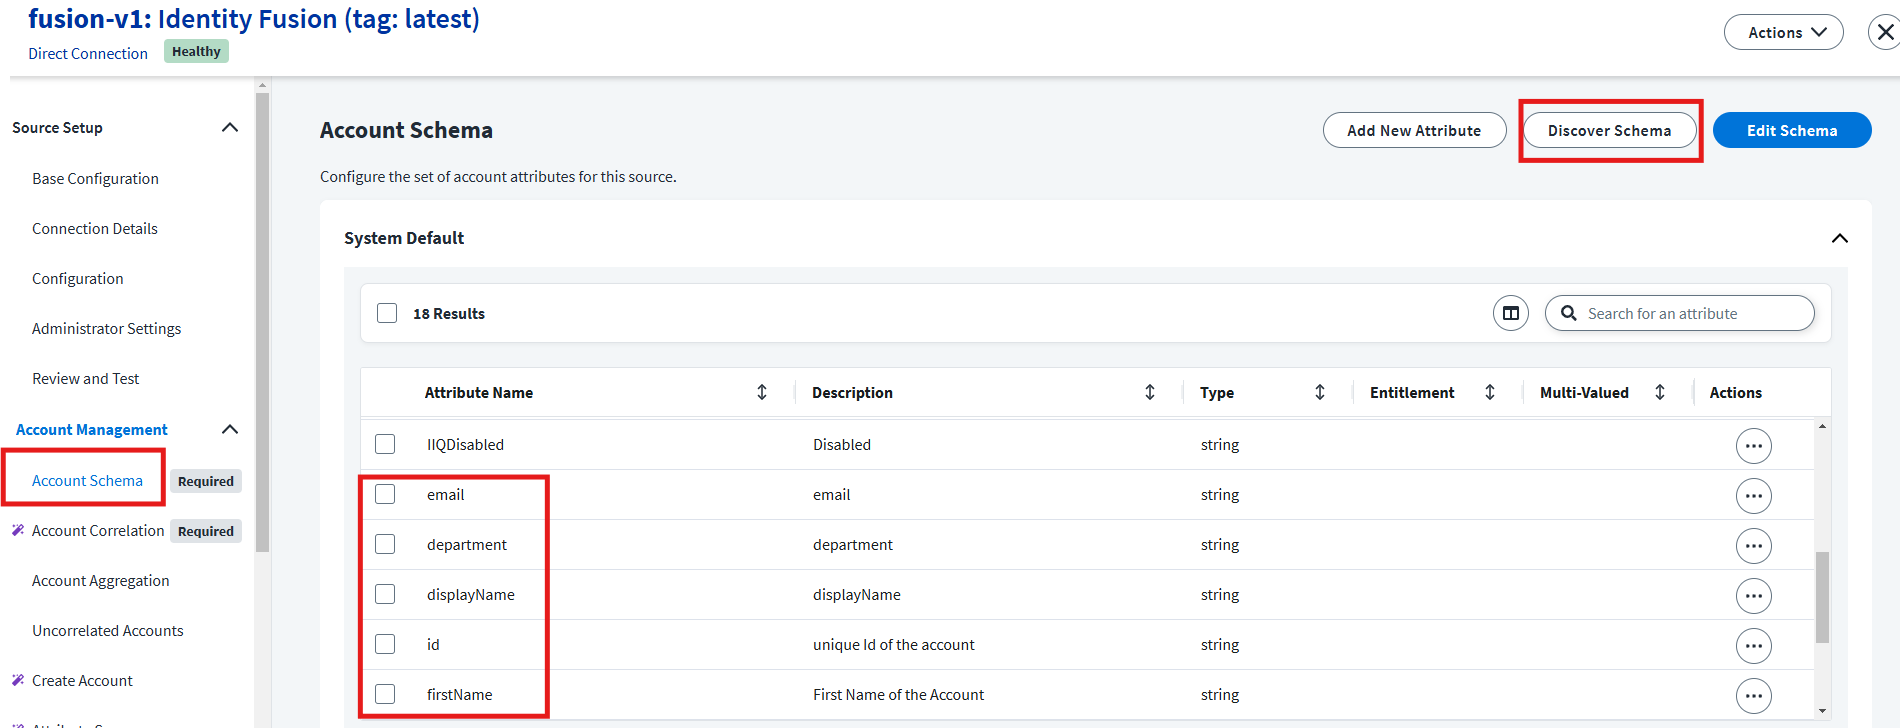 fusion-v1: Identity Fusion (tag: latest)
Direct Connection Healthy
Actions
Source Setup
Base Configuration
Connection Details
Configuration
Administrator Settings
Review and Test
Account Management
Account Schema Required
Account Correlation Required
Account Aggregation
Uncorrelated Accounts
Create Account
Account Schema
Add New Attribute
Discover Schema
Edit Schema
Configure the set of account attributes for this source.
System Default
18 Results
Search for an attribute
Attribute Name Description Type Entitlement Multi-Valued Actions
IIQDisabled Disabled string
email email string
department department string
displayName displayName string
id unique Id of the account string
firstName First Name of the Account string